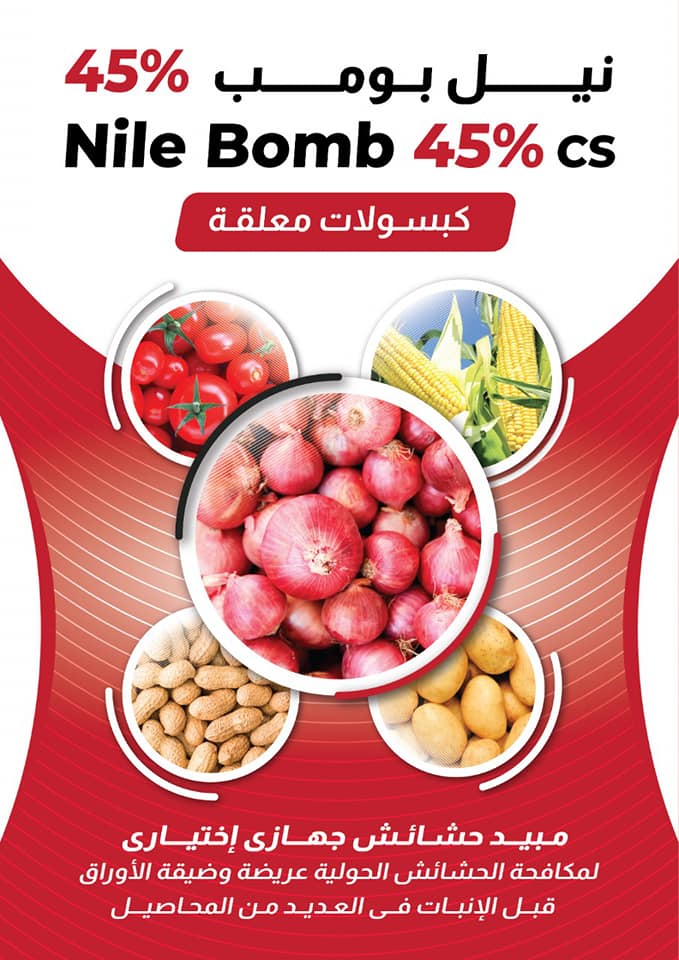 نيل بومب 45%
Nile Bomb 45% CS
كبسولات معلقة
مبيد حشائش جهازى إختيارى
لمكافحة الحشائش الحولية عريضة وضيقة الأوراق
قبل الإنبات فى العديد من المحاصيل